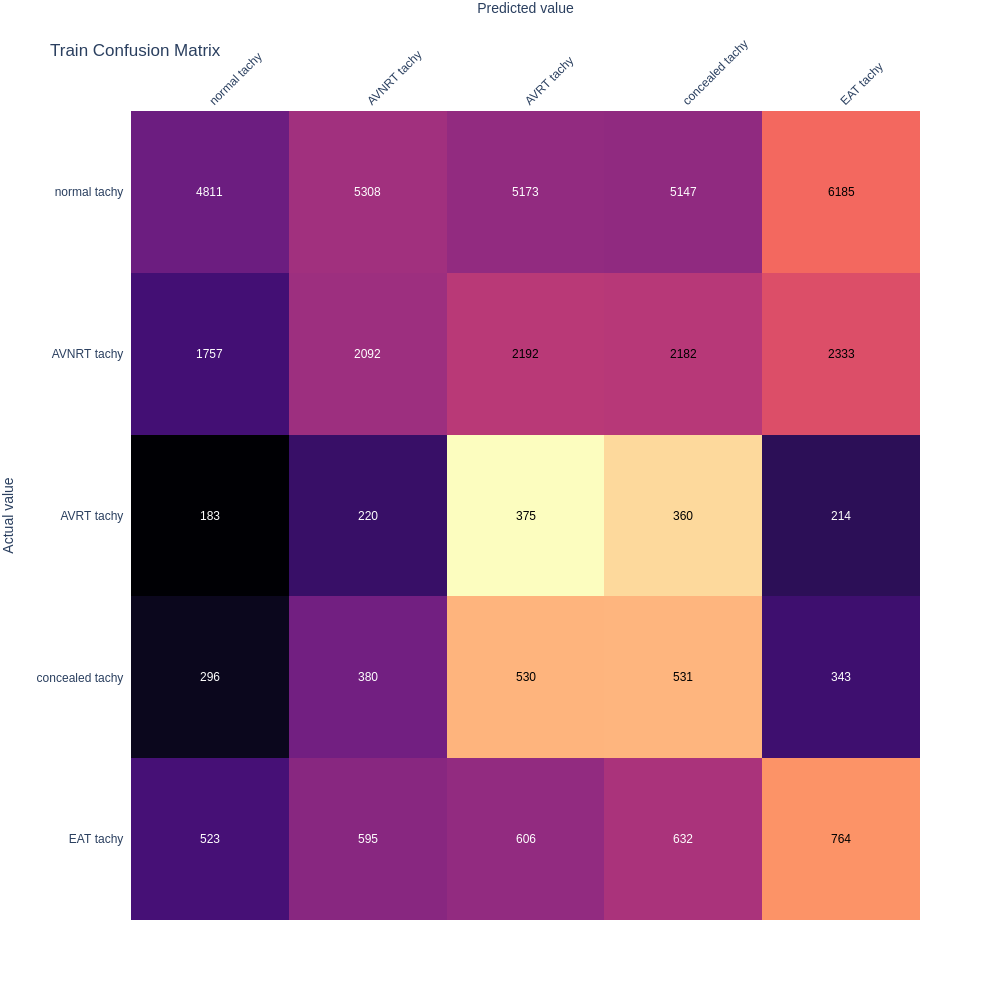 Predicted value
Train Confusion Matrix
normal tachy AVNRT tachy AVRT tachy concealed tachy EAT tachy
normal tachy 4811 5308 5173 5147 6185
AVNRT tachy 1757 2092 2192 2182 2333
Actual value
AVRT tachy 183 220 375 360 214
concealed tachy 296 380 530 531 343
EAT tachy 523 595 606 632 764